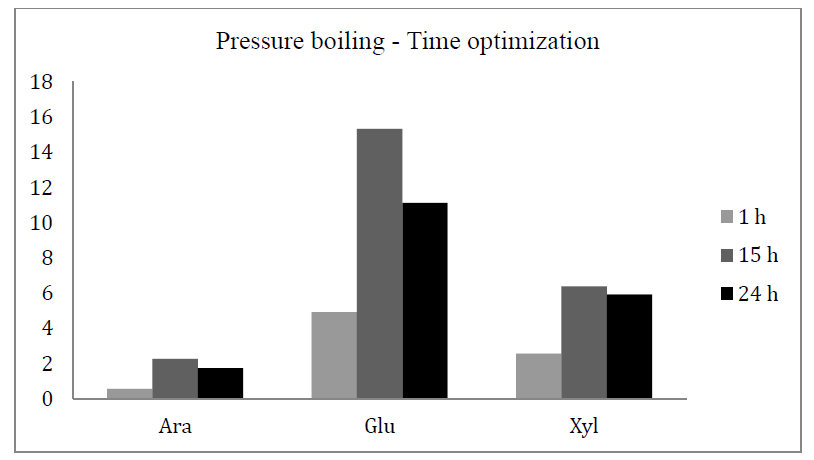 Pressure boiling - Time optimization
18
16
14
12
10
8
6
4
2
0
Ara Glu Xyl
1 h
15 h
24 h